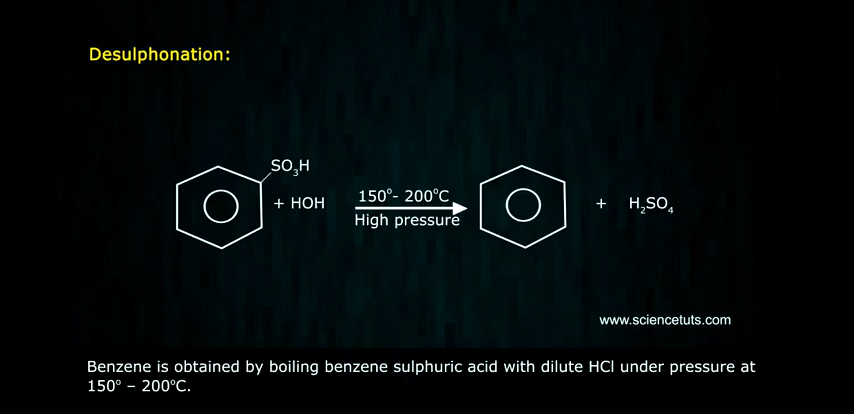 Desulphonation:
SO₃H
+ HOH
150°- 200°C
High pressure
+ H₂SO₄
www.sciencetuts.com
Benzene is obtained by boiling benzene sulphuric acid with dilute HCl under pressure at
150° – 200°C.